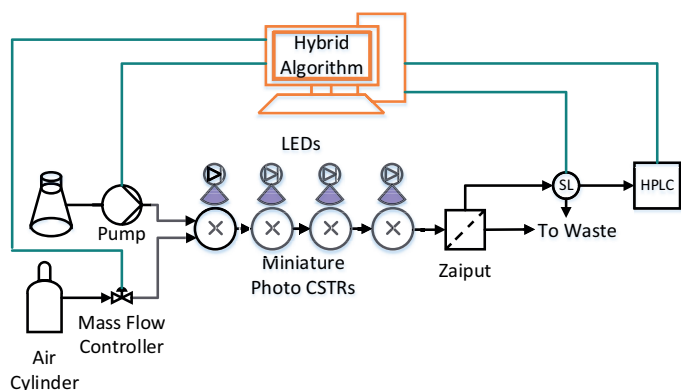 Hybrid
Algorithm
LEDs
Pump
SL
HPLC
To Waste
Zaiput
Miniature
Photo CSTRs
Mass Flow
Controller
Air
Cylinder